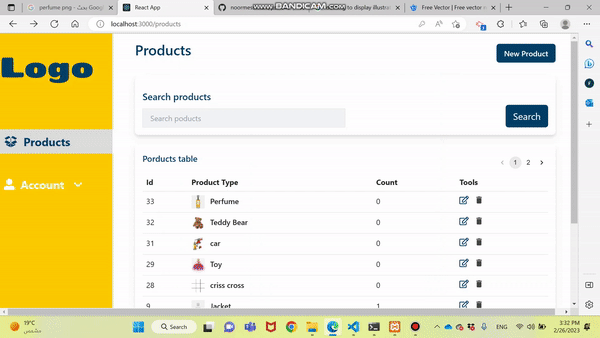 perfume png - بحث Goog
React App
noormes
www.BANDICAM.com
to display illustrat
Free Vector | Free vector i
localhost:3000/products
Logo
Products
New Product
Products
Search products
Search poducts
Search
Account
Porducts table
1 2
Id Product Type Count Tools
33 Perfume 0
32 Teddy Bear 0
31 car 0
29 Toy 0
28 criss cross 0
9 Jacket 1
19°C
مشمس
Search
ENG
3:32 PM
2/26/2023